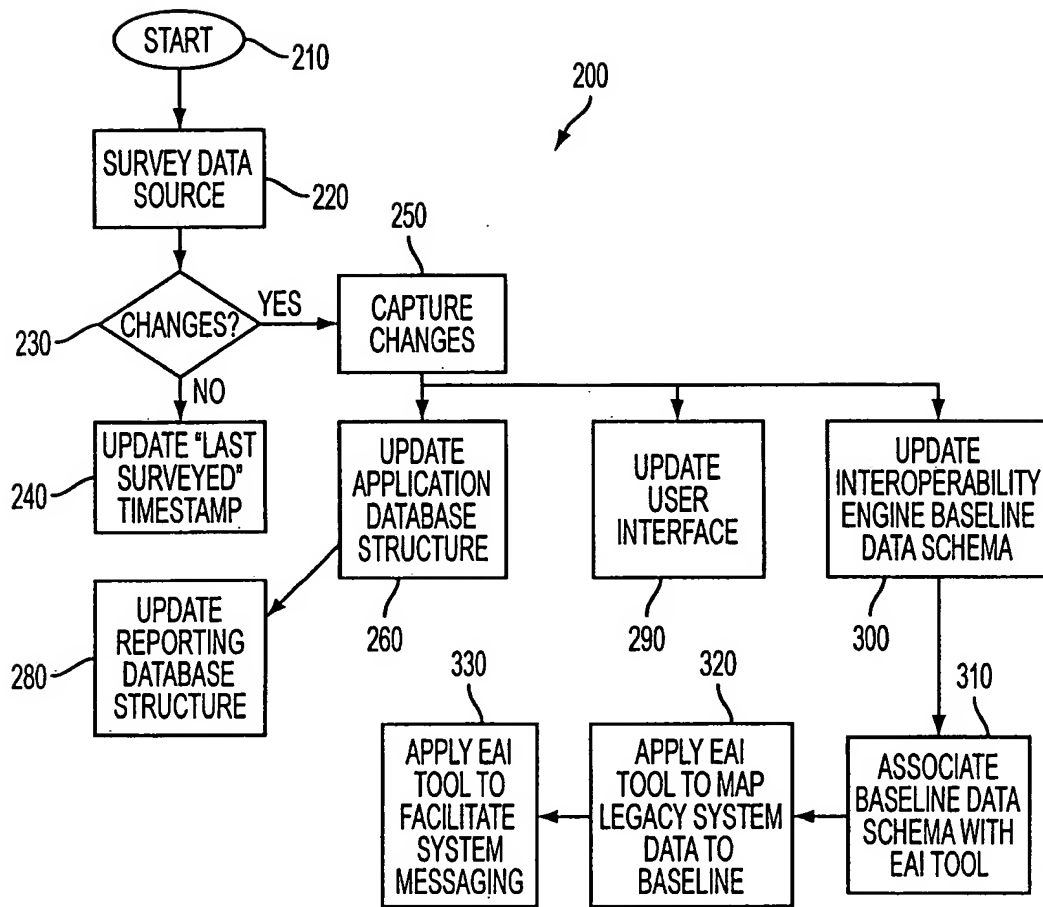 START
210
200
SURVEY DATA
SOURCE
220
250
CHANGES?
230
YES
CAPTURE
CHANGES
NO
UPDATE "LAST
SURVEYED"
TIMESTAMP
240
UPDATE
APPLICATION
DATABASE
STRUCTURE
260
UPDATE
USER
INTERFACE
290
UPDATE
INTEROPERABILITY
ENGINE BASELINE
DATA SCHEMA
300
UPDATE
REPORTING
DATABASE
STRUCTURE
280
330
320
310
APPLY EAI
TOOL TO
FACILITATE
SYSTEM
MESSAGING
APPLY EAI
TOOL TO MAP
LEGACY SYSTEM
DATA TO
BASELINE
ASSOCIATE
BASELINE DATA
SCHEMA WITH
EAI TOOL